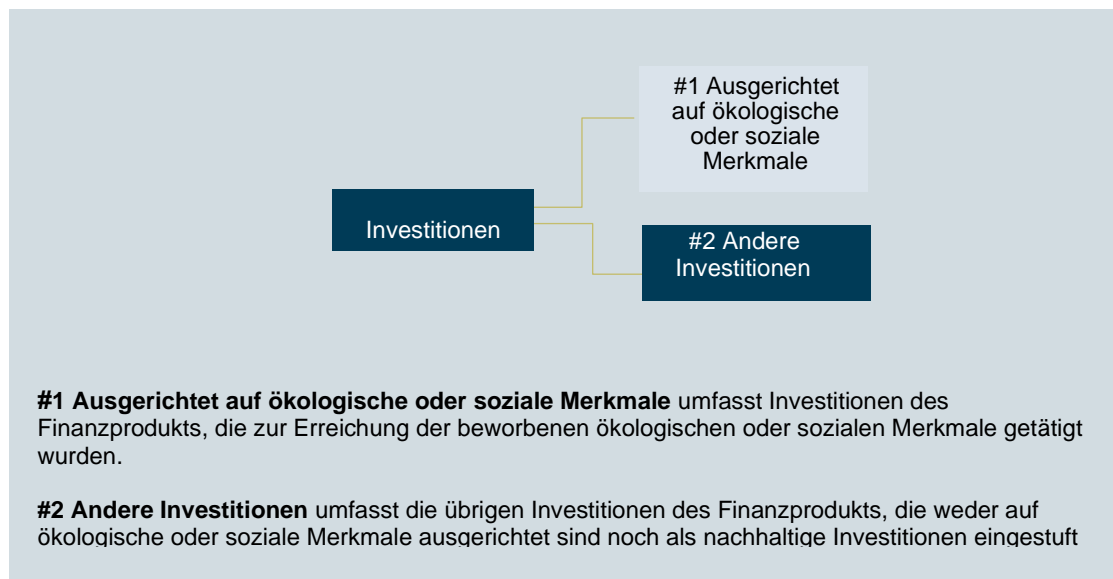 #1 Ausgerichtet
auf ökologische
oder soziale
Merkmale
Investitionen
#2 Andere
Investitionen
#1 Ausgerichtet auf ökologische oder soziale Merkmale umfasst Investitionen des
Finanzprodukts, die zur Erreichung der beworbenen ökologischen oder sozialen Merkmale getätigt
wurden.
#2 Andere Investitionen umfasst die übrigen Investitionen des Finanzprodukts, die weder auf
ökologische oder soziale Merkmale ausgerichtet sind noch als nachhaltige Investitionen eingestuft